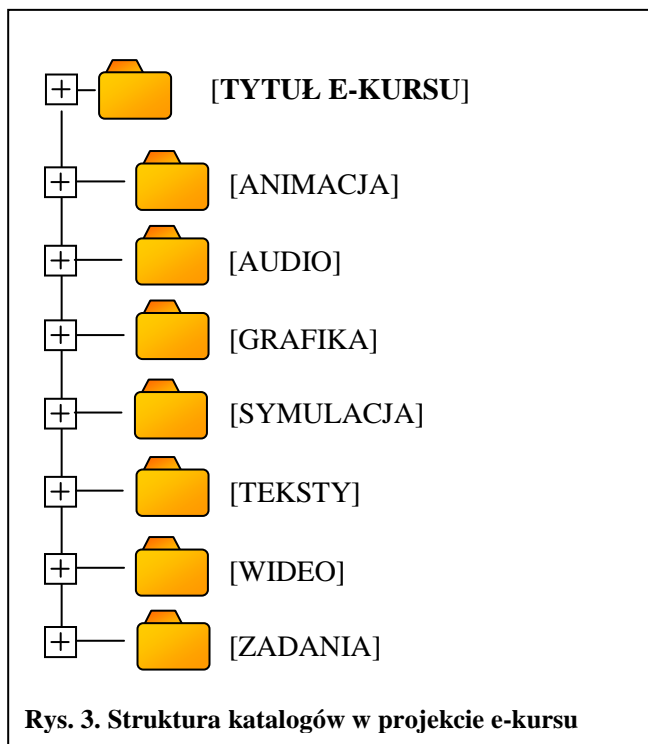 [TYTUŁ E-KURSU]
[ANIMACJA]
[AUDIO]
[GRAFIKA]
[SYMULACJA]
[TEKSTY]
[WIDEO]
[ZADANIA]
Rys. 3. Struktura katalogów w projekcie e-kursu